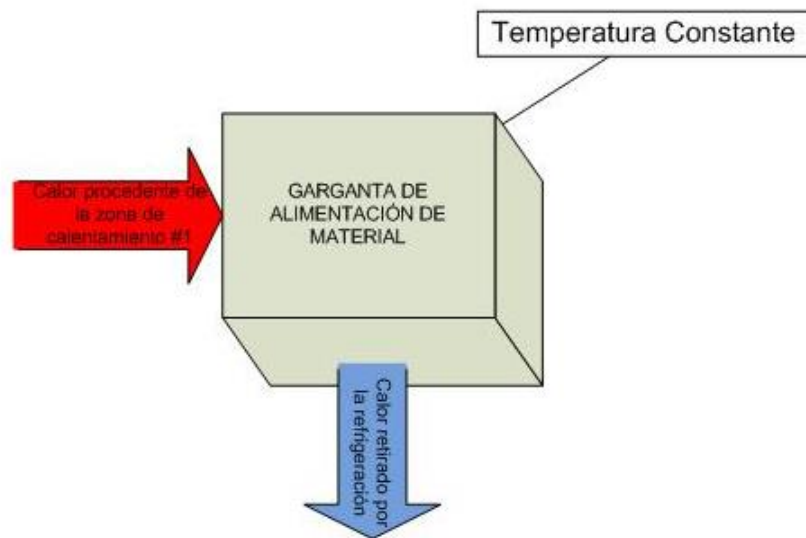 Temperatura Constante
GARGANTA DE
ALIMENTACIÓN DE
MATERIAL
Calor procedente de
la zona de
calentamiento #1
Calor retirado por
la refrigeración